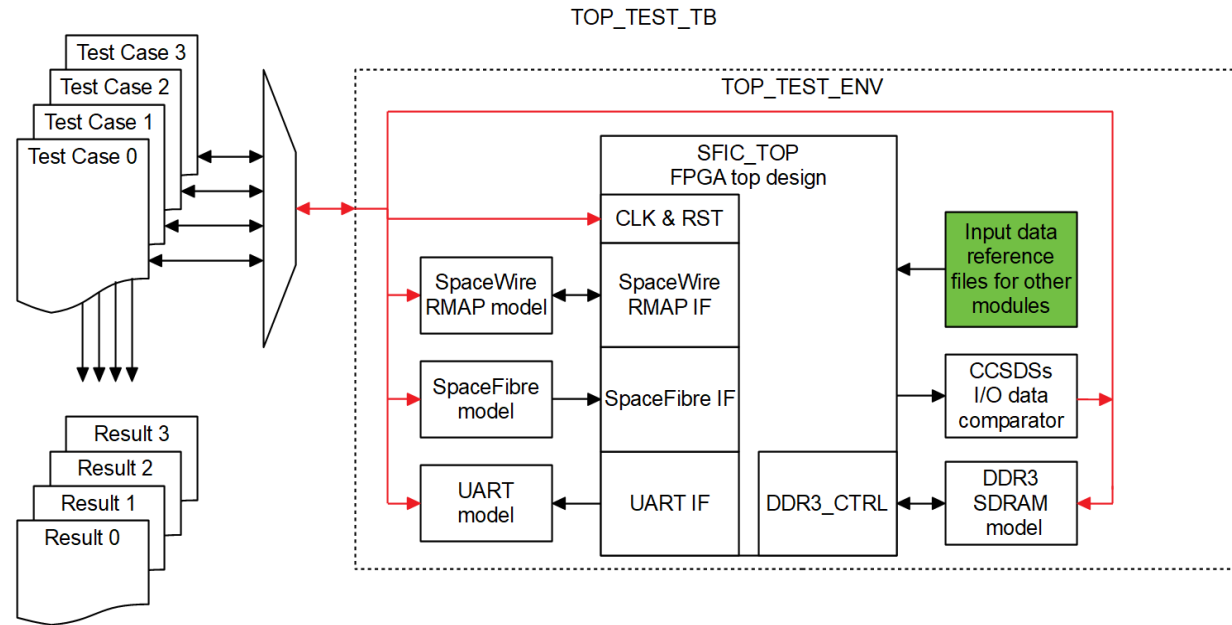 TOP_TEST_TB
Test Case 3
Test Case 2
Test Case 1
Test Case 0
TOP_TEST_ENV
SFIC_TOP
FPGA top design
CLK & RST
SpaceWire
RMAP model
SpaceWire
RMAP IF
Input data
reference
files for other
modules
SpaceFibre
model
SpaceFibre IF
CCSDSs
I/O data
comparator
UART
model
UART IF
DDR3_CTRL
DDR3
SDRAM
model
Result 3
Result 2
Result 1
Result 0